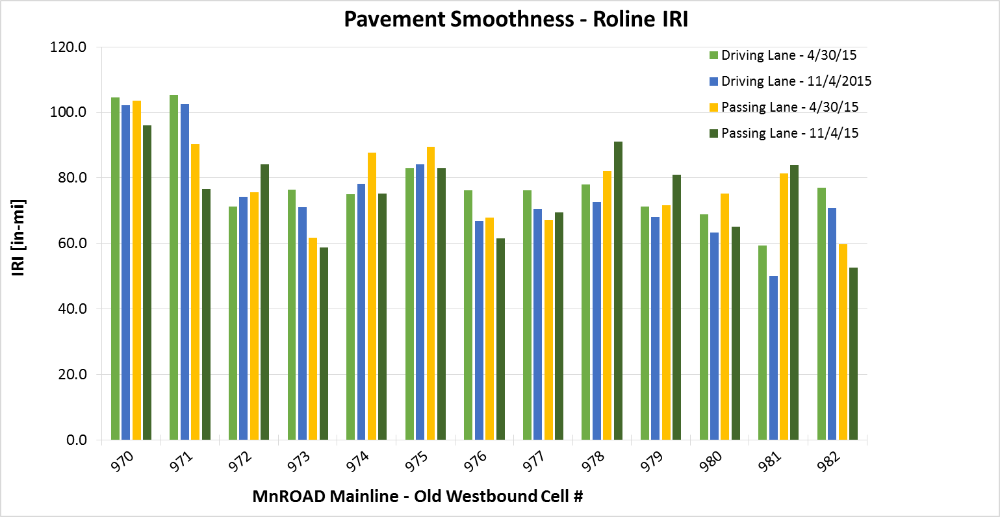 Pavement Smoothness - Roline IRI
120.0
100.0
80.0
60.0
40.0
20.0
0.0
IRI [in-mi]
Driving Lane - 4/30/15
Driving Lane - 11/4/2015
Passing Lane - 4/30/15
Passing Lane - 11/4/15
970 971 972 973 974 975 976 977 978 979 980 981 982
MnROAD Mainline - Old Westbound Cell #